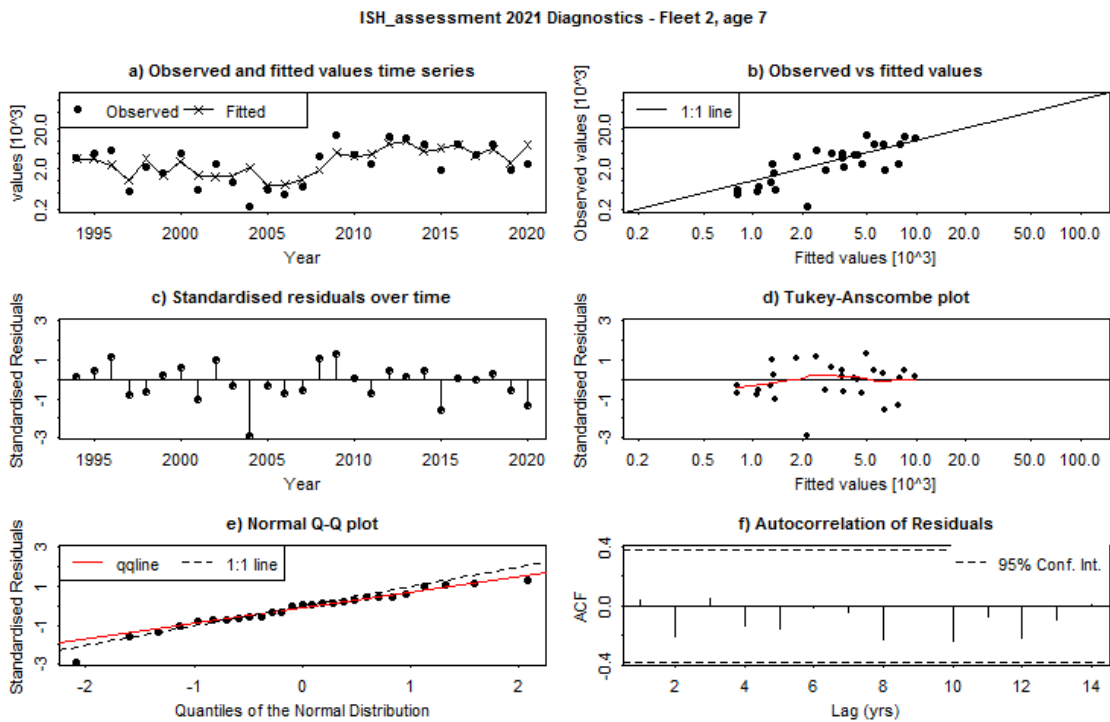 ISH_assessment 2021 Diagnostics - Fleet 2, age 7
a) Observed and fitted values time series
values [10^3]
20.0
2.0
0.2
Observed
Fitted
1995 2000 2005 2010 2015 2020
Year
b) Observed vs fitted values
Observed values [10^3]
20.0
2.0
0.2
1:1 line
0.2 0.5 1.0 2.0 5.0 10.0 20.0 50.0 100.0
Fitted values [10^3]
c) Standardised residuals over time
Standardised Residuals
3
1
-1
-3
1995 2000 2005 2010 2015 2020
Year
d) Tukey-Anscombe plot
Standardised Residuals
3
1
-1
-3
0.2 0.5 1.0 2.0 5.0 10.0 20.0 50.0 100.0
Fitted values [10^3]
e) Normal Q-Q plot
Standardised Residuals
3
1
-1
-3
qqline
1:1 line
-2 -1 0 1 2
Quantiles of the Normal Distribution
f) Autocorrelation of Residuals
ACF
0.4
0.0
-0.4
95% Conf. Int.
2 4 6 8 10 12 14
Lag (yrs)